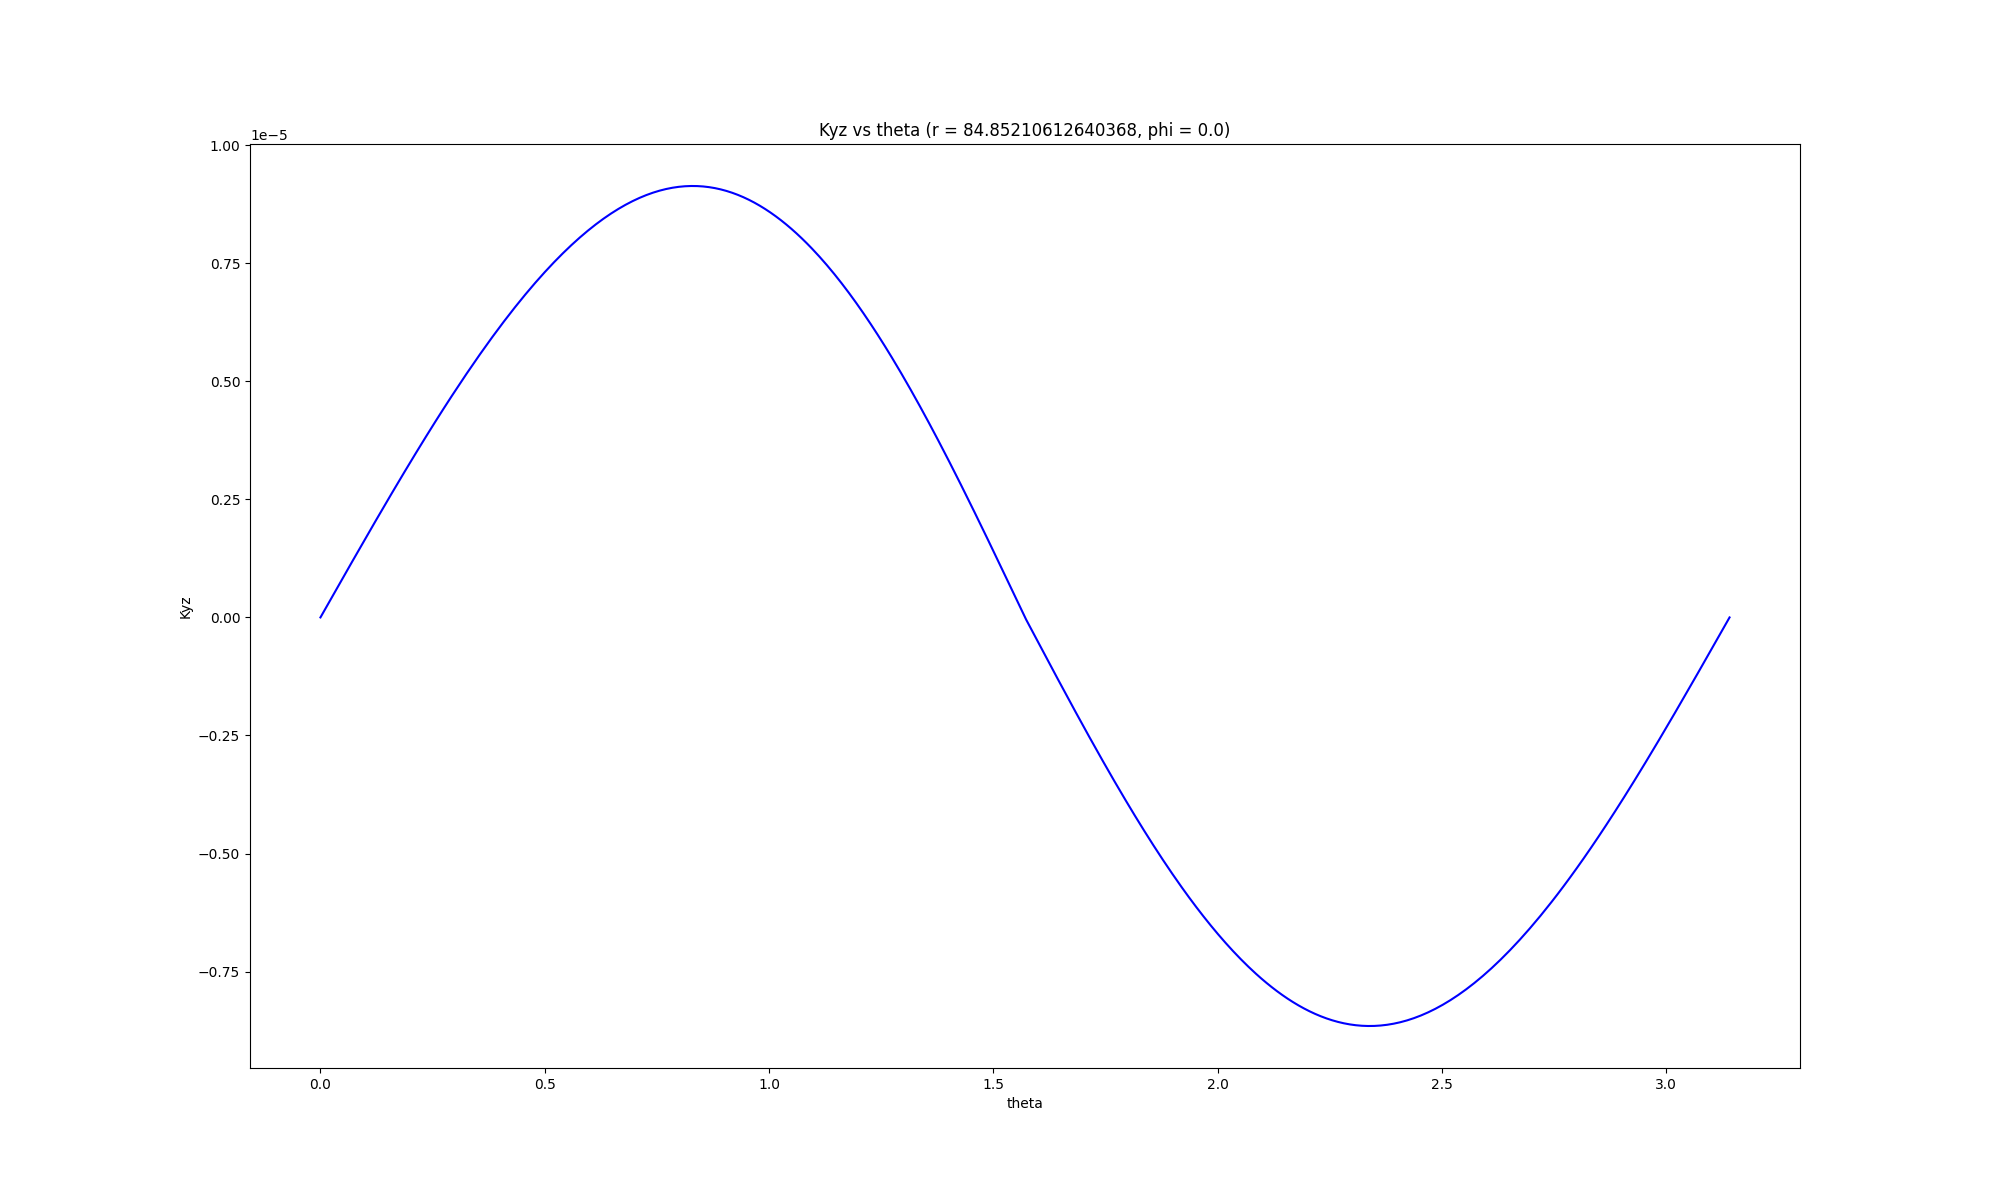 Kyz vs theta (r = 84.85210612640368, phi = 0.0)
1e−5
1.00
0.75
0.50
0.25
0.00
−0.25
−0.50
−0.75
Kyz
0.0 0.5 1.0 1.5 2.0 2.5 3.0
theta